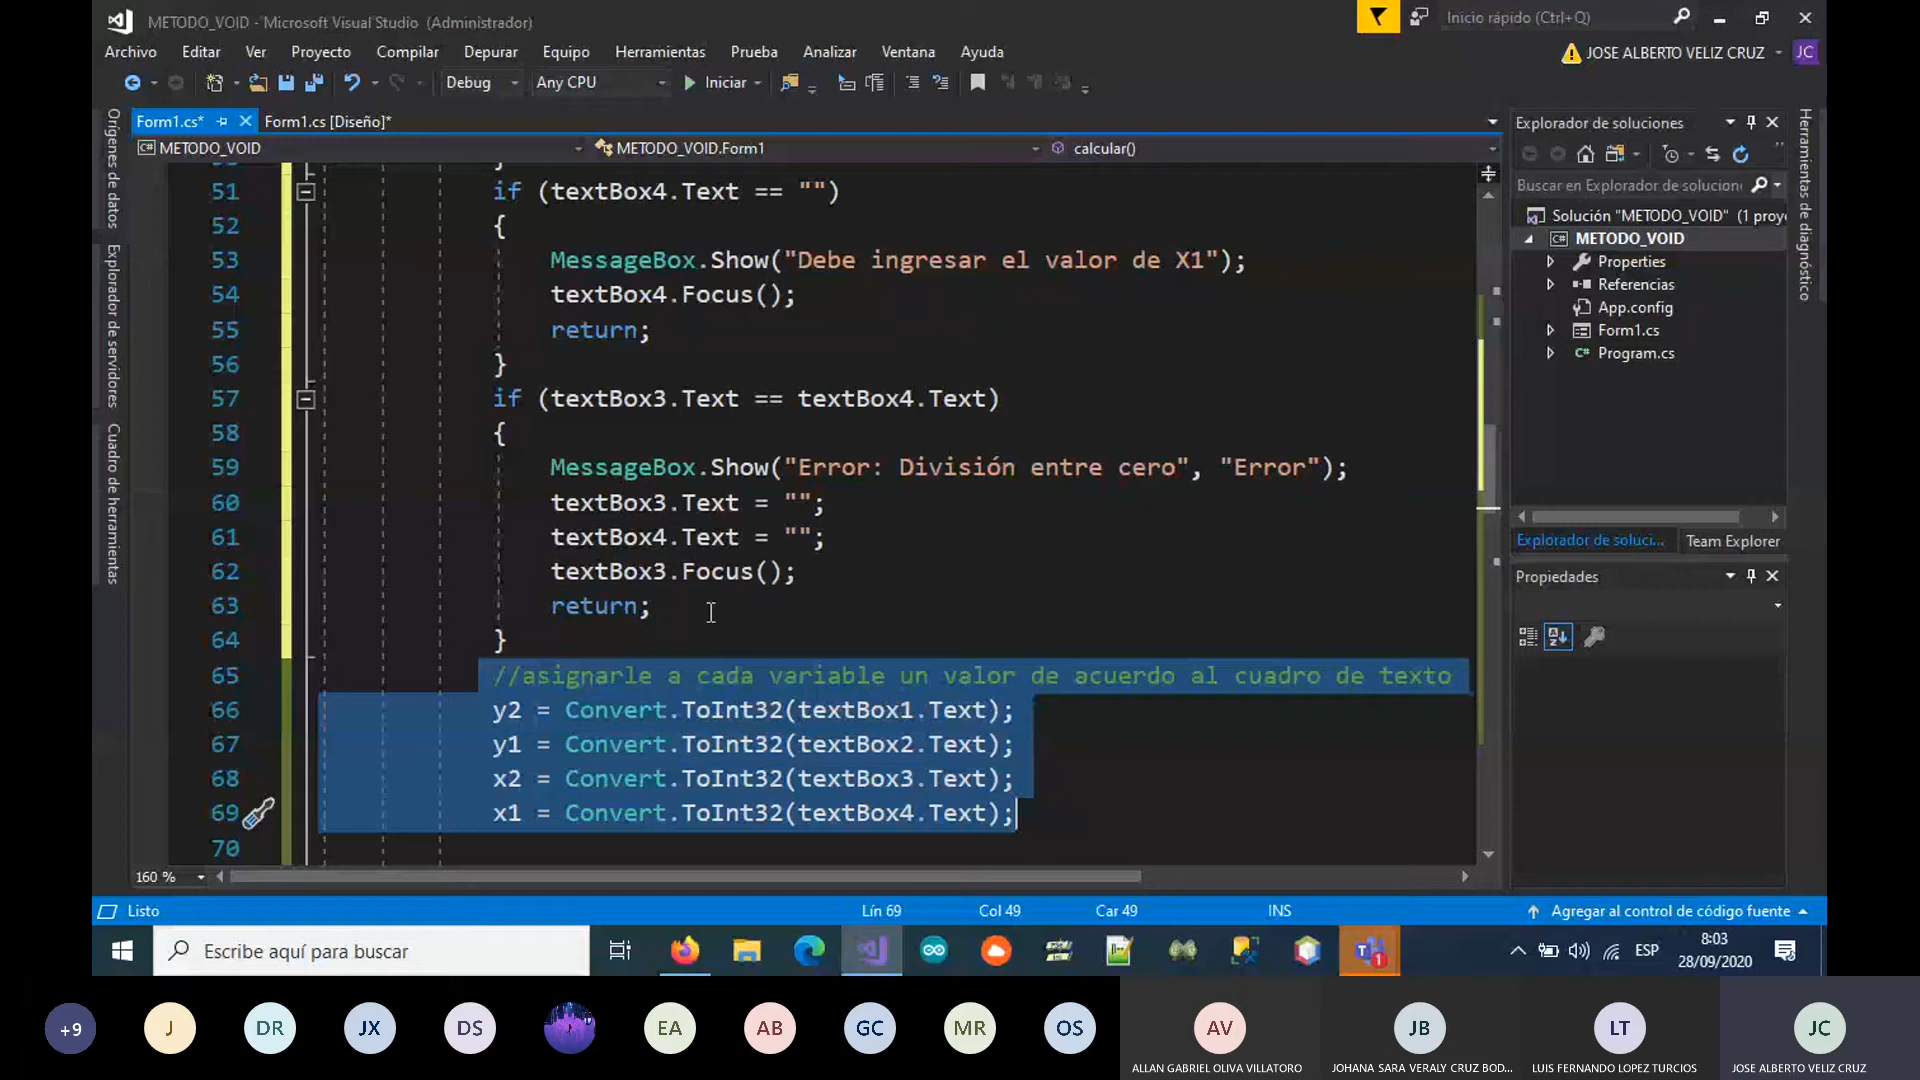 METODO_VOID - Microsoft Visual Studio (Administrador)
Inicio rápido (Ctrl+Q)
Archivo Editar Ver Proyecto Compilar Depurar Equipo Herramientas Prueba Analizar Ventana Ayuda
JOSE ALBERTO VELIZ CRUZ JC
Debug Any CPU Iniciar
Form1.cs* Form1.cs [Diseño]*
METODO_VOID METODO_VOID.Form1 calcular()
Orígenes de datos
Explorador de servidores
Cuadro de herramientas
51 if (textBox4.Text == "")
52 {
53 MessageBox.Show("Debe ingresar el valor de X1");
54 textBox4.Focus();
55 return;
56 }
57 if (textBox3.Text == textBox4.Text)
58 {
59 MessageBox.Show("Error: División entre cero", "Error");
60 textBox3.Text = "";
61 textBox4.Text = "";
62 textBox3.Focus();
63 return;
64 }
65 //asignarle a cada variable un valor de acuerdo al cuadro de texto
66 y2 = Convert.ToInt32(textBox1.Text);
67 y1 = Convert.ToInt32(textBox2.Text);
68 x2 = Convert.ToInt32(textBox3.Text);
69 x1 = Convert.ToInt32(textBox4.Text);
70
160 %
Explorador de soluciones
Buscar en Explorador de solucion
Solución "METODO_VOID" (1 proye
METODO_VOID
Properties
Referencias
App.config
Form1.cs
Program.cs
Explorador de soluci... Team Explorer
Propiedades
Herramientas de diagnóstico
Listo Lín 69 Col 49 Car 49 INS Agregar al control de código fuente
Escribe aquí para buscar
1
ESP
8:03
28/09/2020
+9 J DR JX DS EA AB GC MR OS AV JB LT JC
ALLAN GABRIEL OLIVA VILLATORO JOHANA SARA VERALY CRUZ BOD... LUIS FERNANDO LOPEZ TURCIOS JOSE ALBERTO VELIZ CRUZ